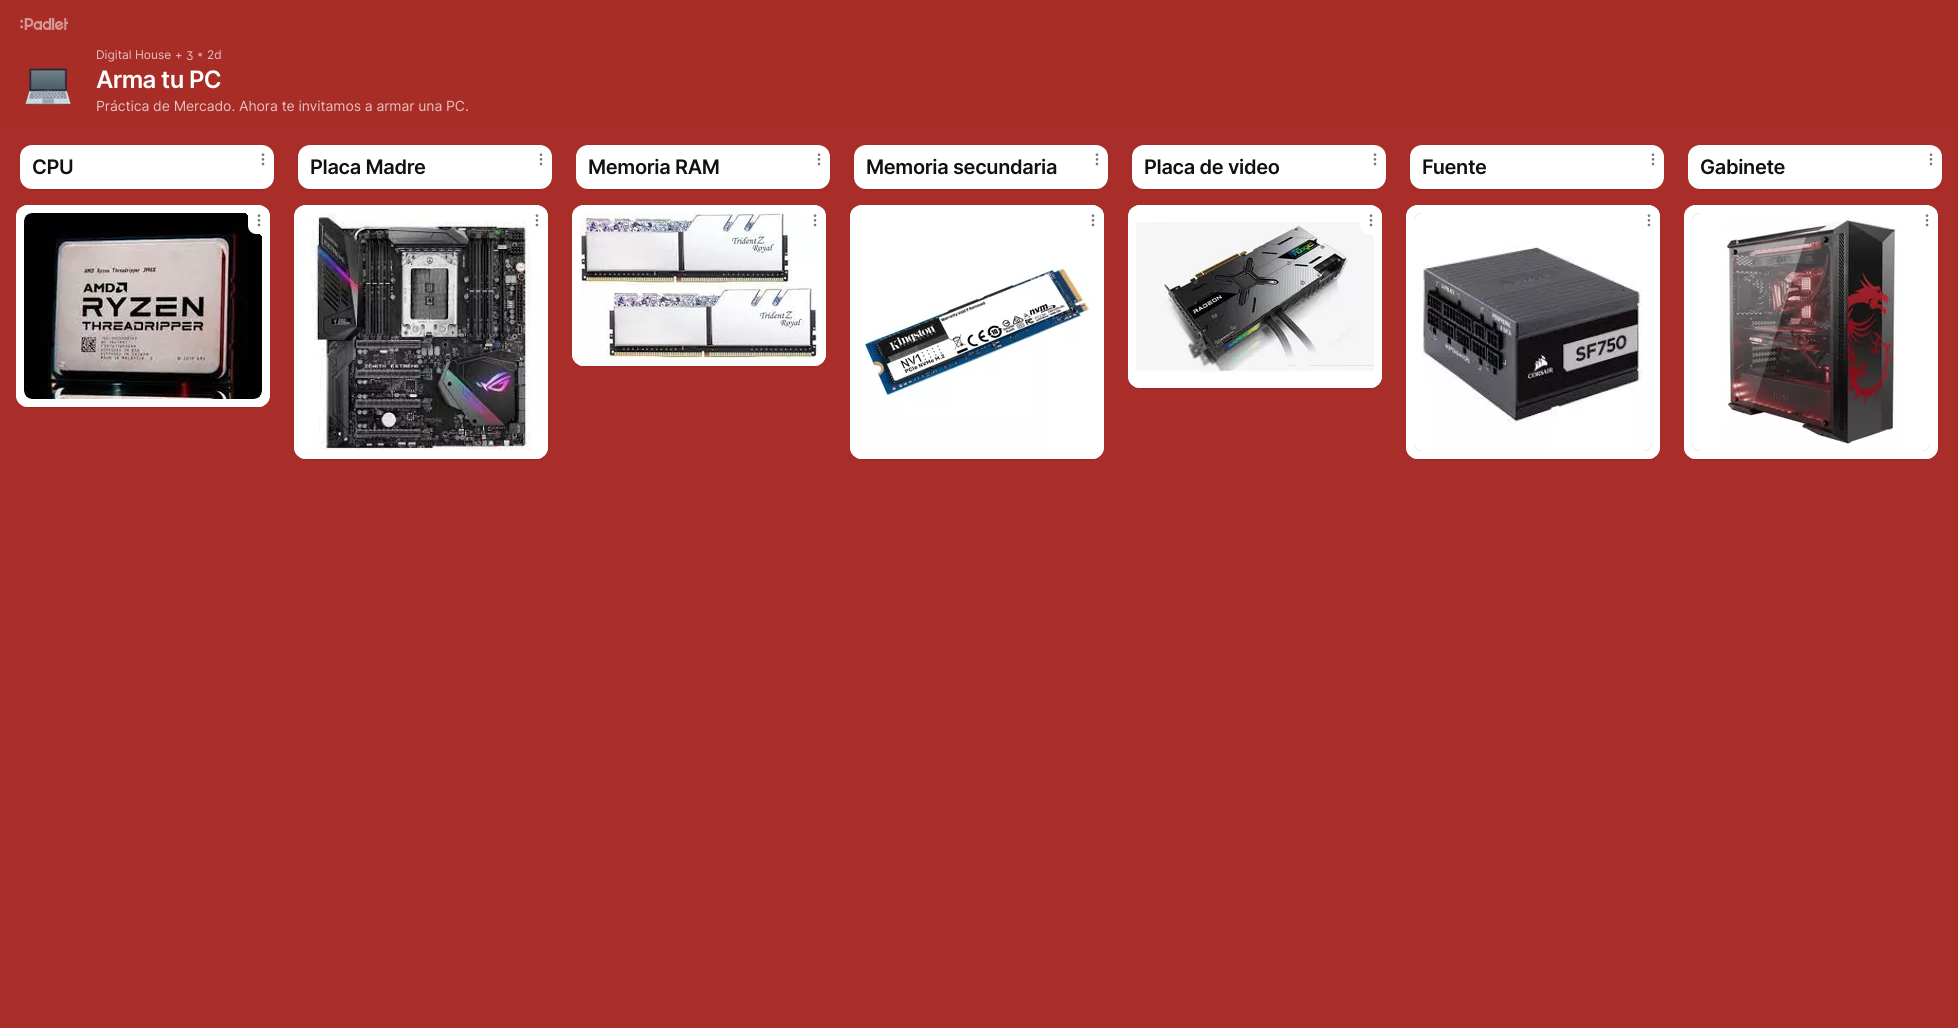 :Padlet
Digital House + 3 • 2d
Arma tu PC
Práctica de Mercado. Ahora te invitamos a armar una PC.
CPU
Placa Madre
Memoria RAM
Memoria secundaria
Placa de video
Fuente
Gabinete
AMD Ryzen Threadripper 3990X
AMD
RYZEN
THREADRIPPER
ZENITH EXTREME
TridentZ
Royal
TridentZ
Royal
Kingston
NV1
PCIe NVMe M.2
nvm
RADEON
CORSAIR
SF750